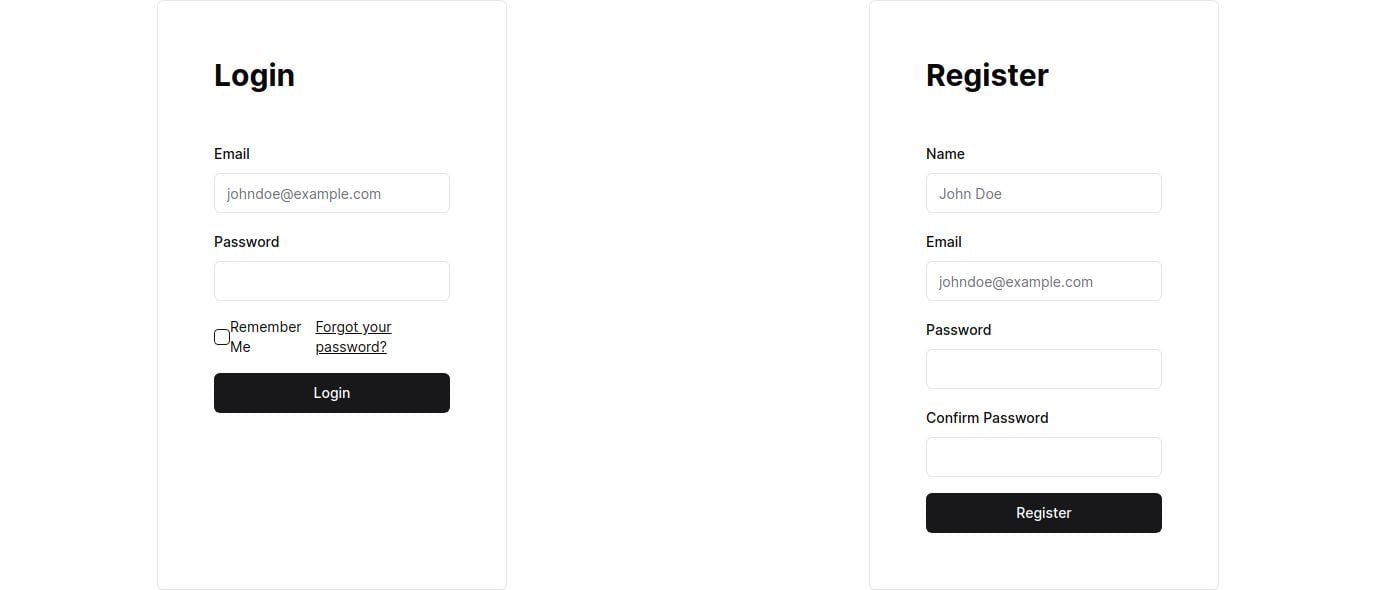 Login
Email
johndoe@example.com
Password
Remember
Me
Forgot your
password?
Login
Register
Name
John Doe
Email
johndoe@example.com
Password
Confirm Password
Register